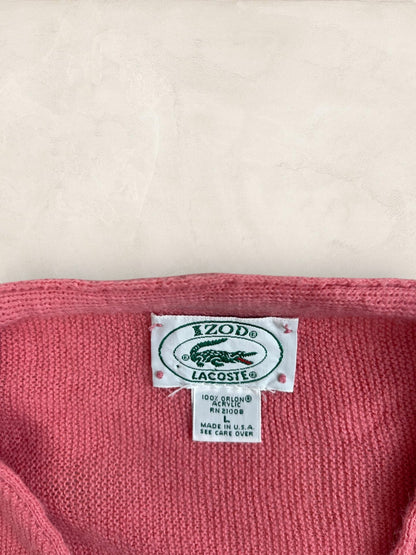 IZOD®
LACOSTE®
100% ORLON®
ACRYLIC
RN 21008
L
MADE IN U.S.A.
SEE CARE OVER